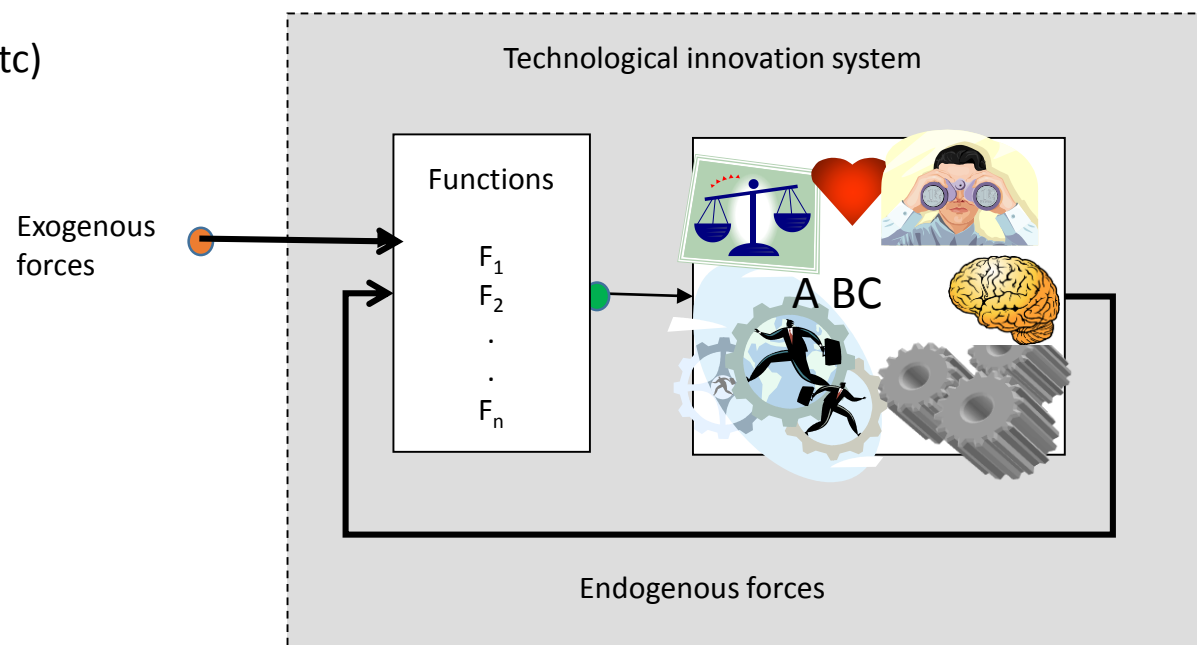 tc)
Technological innovation system
Functions
Exogenous
forces
F₁
F₂
.
.
Fₙ
A BC
Endogenous forces